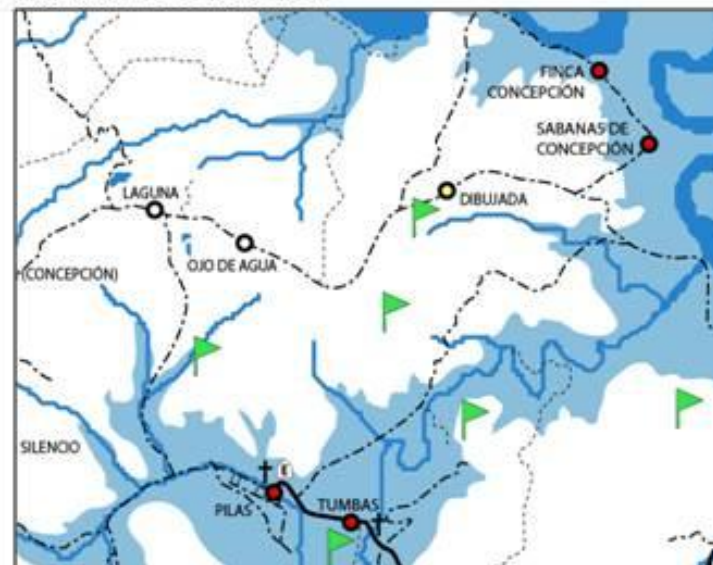 FINCA
CONCEPCIÓN
SABANAS DE
CONCEPCIÓN
LAGUNA
DIBUJADA
OJO DE AGUA
(CONCEPCIÓN)
SILENCIO
E
PILAS
TUMBAS